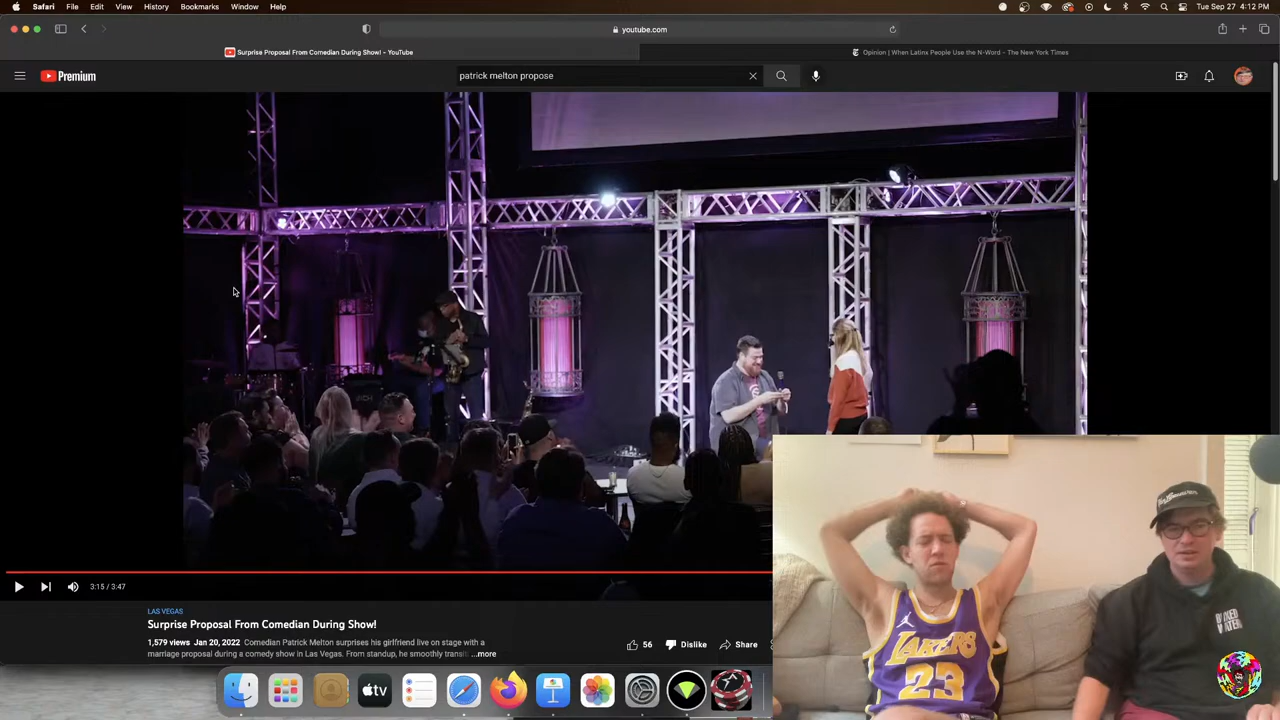 Safari File Edit View History Bookmarks Window Help Tue Sep 27 4:12 PM
youtube.com
Surprise Proposal From Comedian During Show! - YouTube
Opinion | When Latinx People Use the N-Word - The New York Times
Premium
patrick melton propose
3:15 / 3:47
LAS VEGAS
Surprise Proposal From Comedian During Show!
1,579 views Jan 20, 2022 Comedian Patrick Melton surprises his girlfriend live on stage with a
marriage proposal during a comedy show in Las Vegas. From standup, he smoothly transit ...more
56 Dislike Share
tv
LAKERS
23